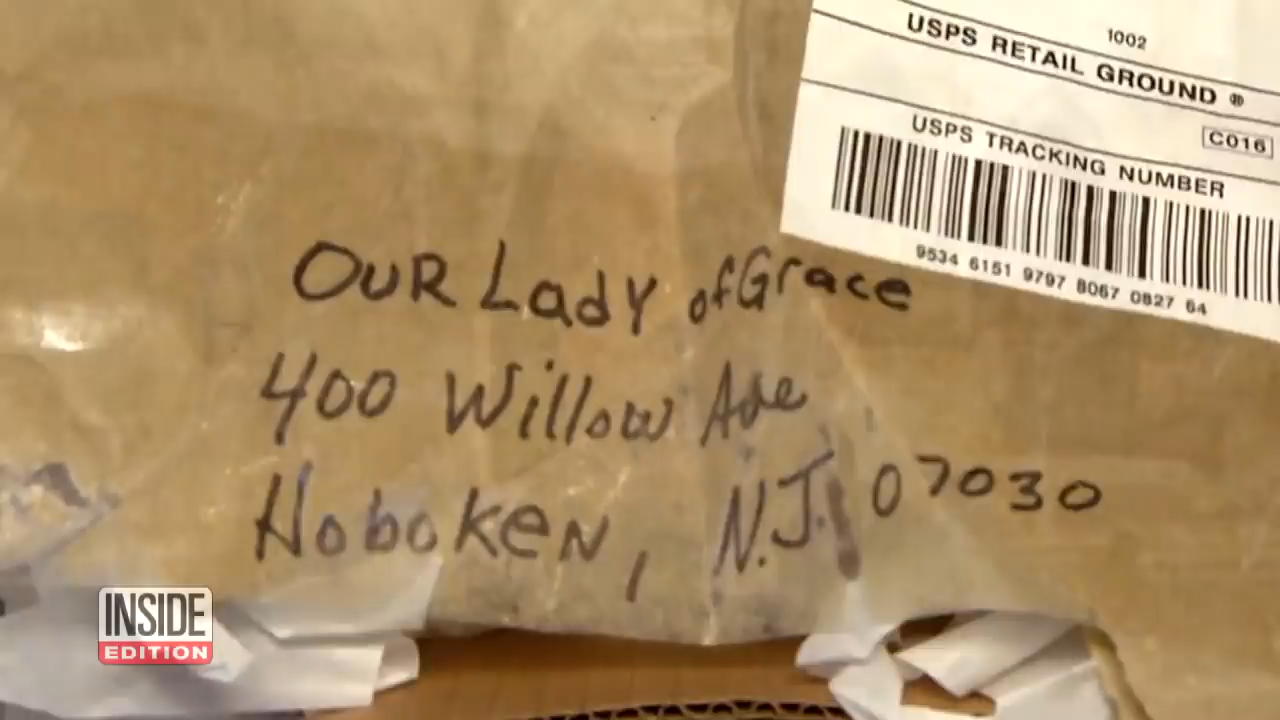 1002
USPS RETAIL GROUND ®
C016
USPS TRACKING NUMBER
9534 6151 9797 8067 0827 64
OUR Lady of Grace
400 Willow Ave
Hoboken, N.J. 07030
INSIDE
EDITION